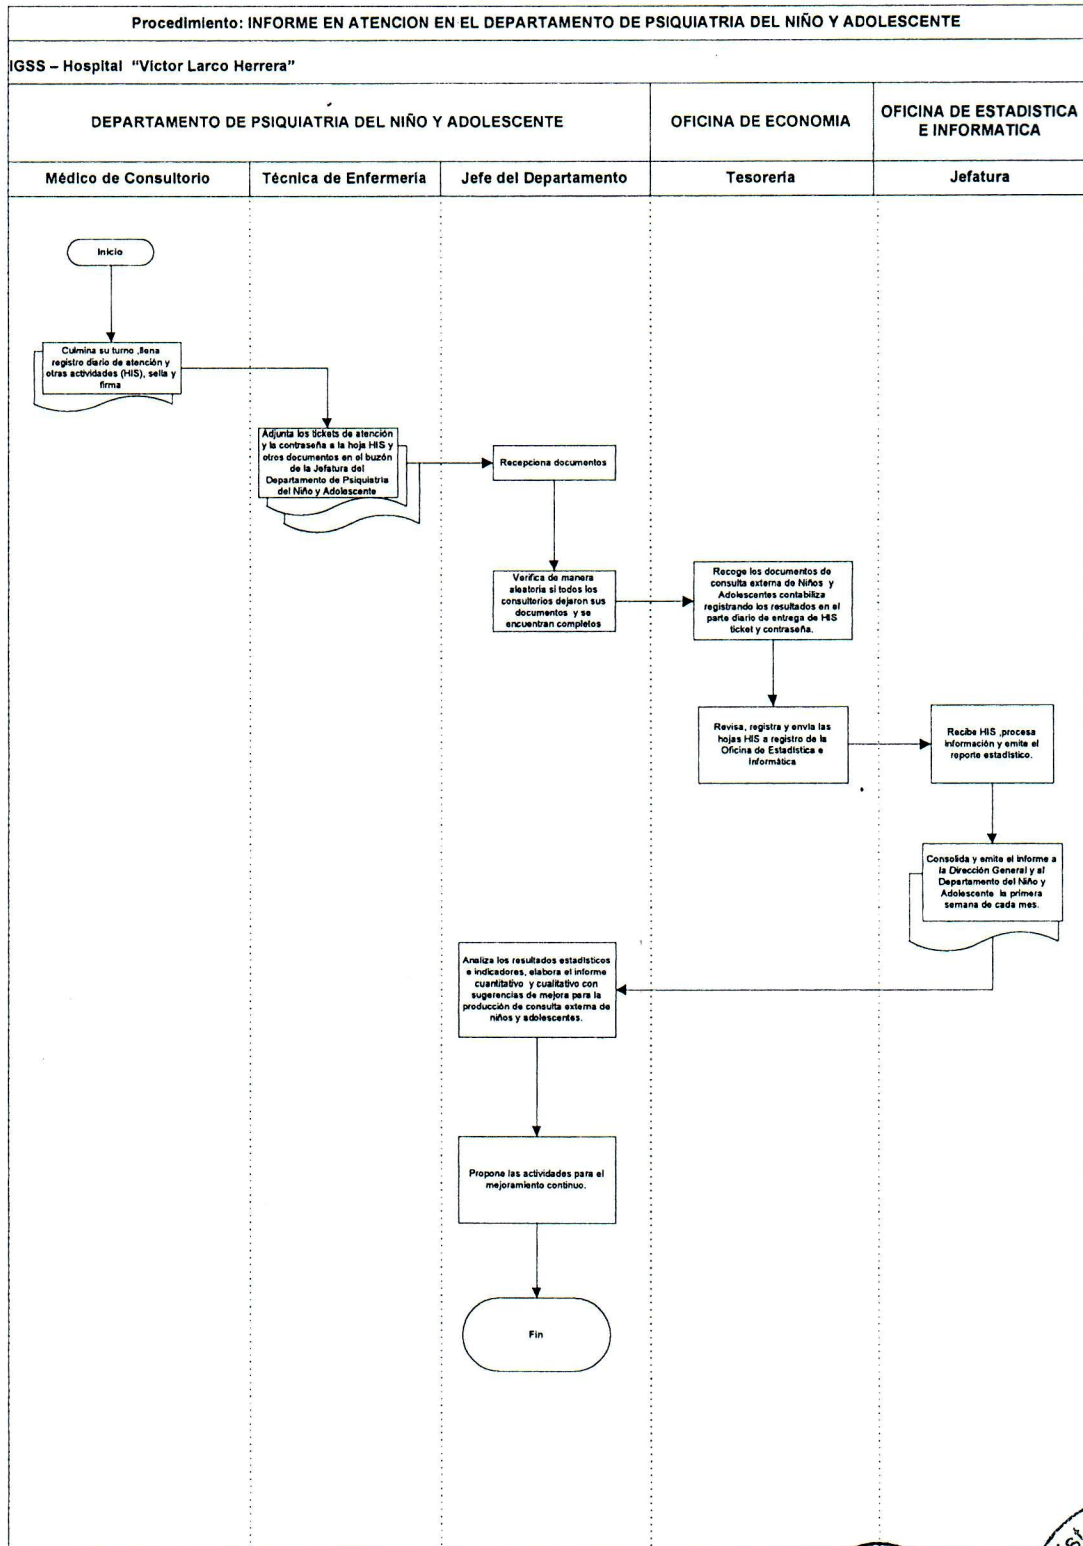 Procedimiento: INFORME EN ATENCION EN EL DEPARTAMENTO DE PSIQUIATRIA DEL NIÑO Y ADOLESCENTE
IGSS – Hospital "Victor Larco Herrera"
DEPARTAMENTO DE PSIQUIATRIA DEL NIÑO Y ADOLESCENTE
OFICINA DE ECONOMIA
OFICINA DE ESTADISTICA
E INFORMATICA
Médico de Consultorio
Técnica de Enfermería
Jefe del Departamento
Tesorería
Jefatura
Inicio
Culmina su turno ,llena
registro diario de atención y
otras actividades (HIS), sella y
firma
Adjunta los tickets de atención
y la contraseña a la hoja HIS y
otros documentos en el buzón
de la Jefatura del
Departamento de Psiquiatría
del Niño y Adolescente
Recepciona documentos
Verifica de manera
aleatoria si todos los
consultorios dejaron sus
documentos y se
encuentran completos
Recoge los documentos de
consulta externa de Niños y
Adolescentes contabiliza
registrando los resultados en el
parte diario de entrega de HIS
ticket y contraseña.
Revisa, registra y envía las
hojas HIS a registro de la
Oficina de Estadística e
Informática
Recibe HIS ,procesa
información y emite el
reporte estadístico.
Consolida y emite el informe a
la Dirección General y al
Departamento del Niño y
Adolescente la primera
semana de cada mes.
Analiza los resultados estadísticos
e indicadores, elabora el informe
cuantitativo y cualitativo con
sugerencias de mejora para la
producción de consulta externa de
niños y adolescentes.
Propone las actividades para el
mejoramiento continuo.
Fin